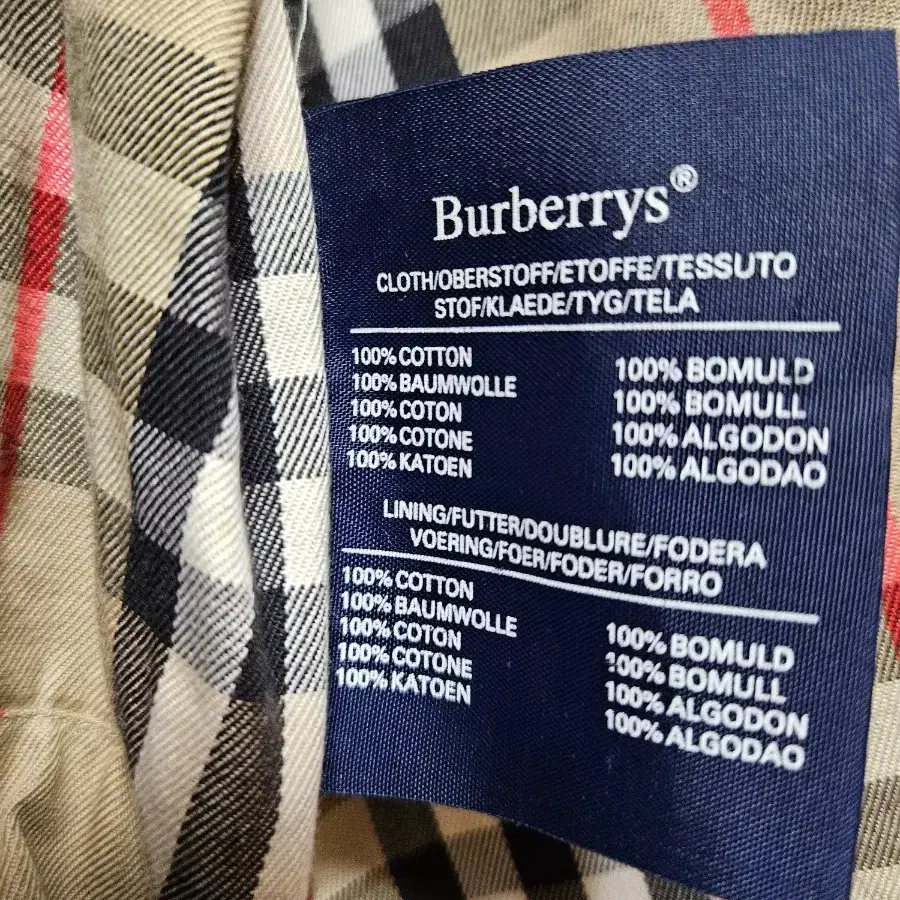 Burberrys®
CLOTH/OBERSTOFF/ETOFFE/TESSUTO
STOF/KLAEDE/TYG/TELA
100% COTTON
100% BAUMWOLLE
100% COTON
100% COTONE
100% KATOEN
100% BOMULD
100% BOMULL
100% ALGODON
100% ALGODAO
LINING/FUTTER/DOUBLURE/FODERA
VOERING/FOER/FODER/FORRO
100% COTTON
100% BAUMWOLLE
100% COTON
100% COTONE
100% KATOEN
100% BOMULD
100% BOMULL
100% ALGODON
100% ALGODAO